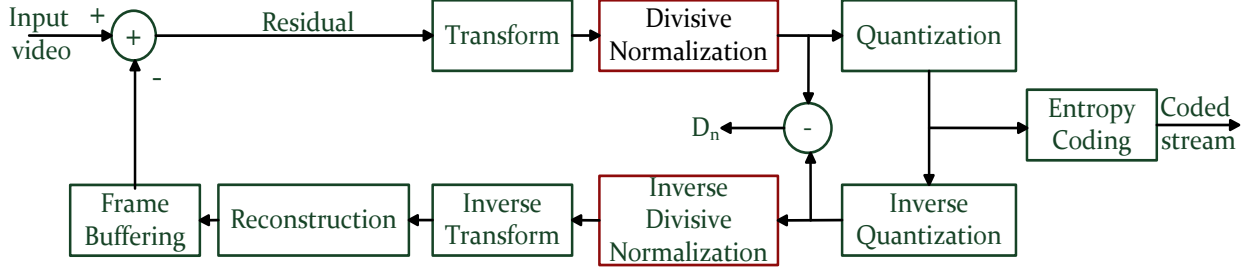 Input
video
+
+
-
Residual
Transform
Divisive
Normalization
Quantization
Dₙ
-
Entropy
Coding
Coded
stream
Frame
Buffering
Reconstruction
Inverse
Transform
Inverse
Divisive
Normalization
Inverse
Quantization